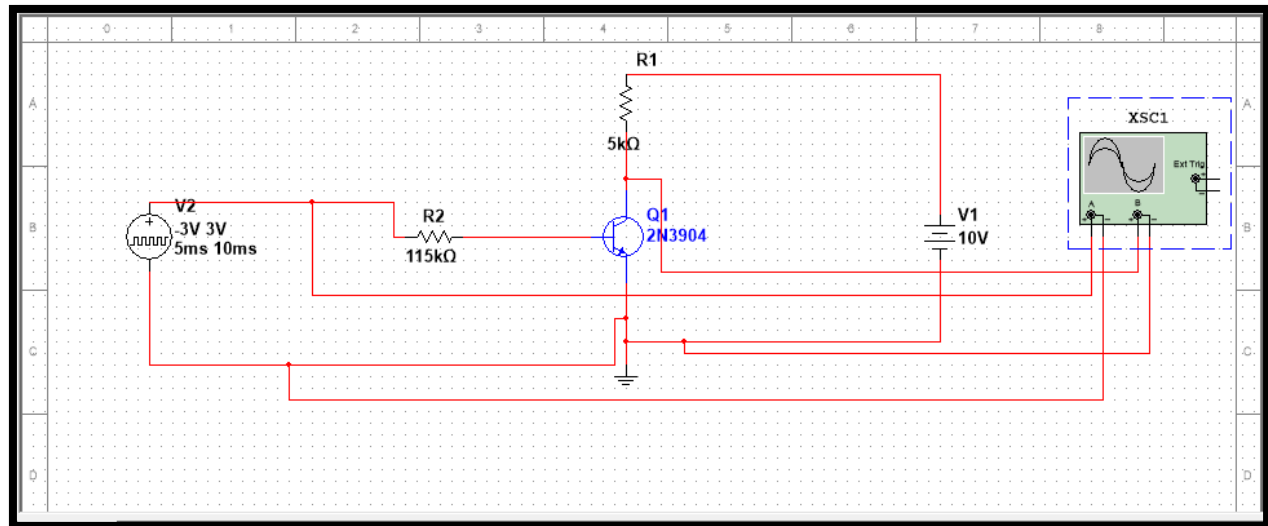 0 1 2 3 4 5 6 7 8
A A
B B
C C
D D
R1
5kΩ
V2
-3V 3V
5ms 10ms
R2
115kΩ
Q1
2N3904
V1
10V
XSC1
Ext Trig
+
-
A B
+ - + -